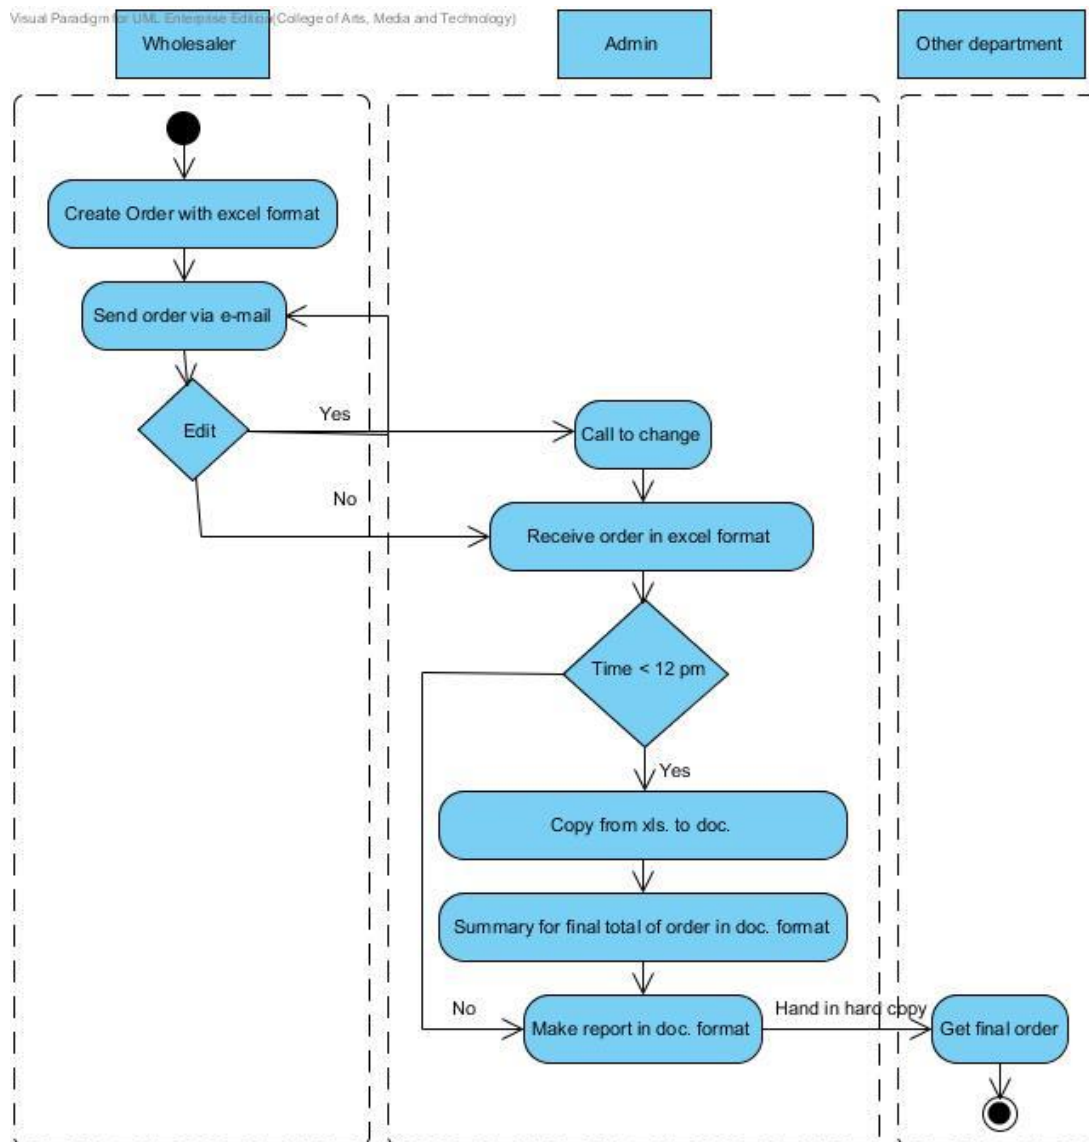 Visual Paradigm for UML Enterprise Edition(College of Arts, Media and Technology)
Wholesaler
Admin
Other department
Create Order with excel format
Send order via e-mail
Edit
Yes
Call to change
No
Receive order in excel format
Time < 12 pm
Yes
Copy from xls. to doc.
Summary for final total of order in doc. format
No
Make report in doc. format
Hand in hard copy
Get final order